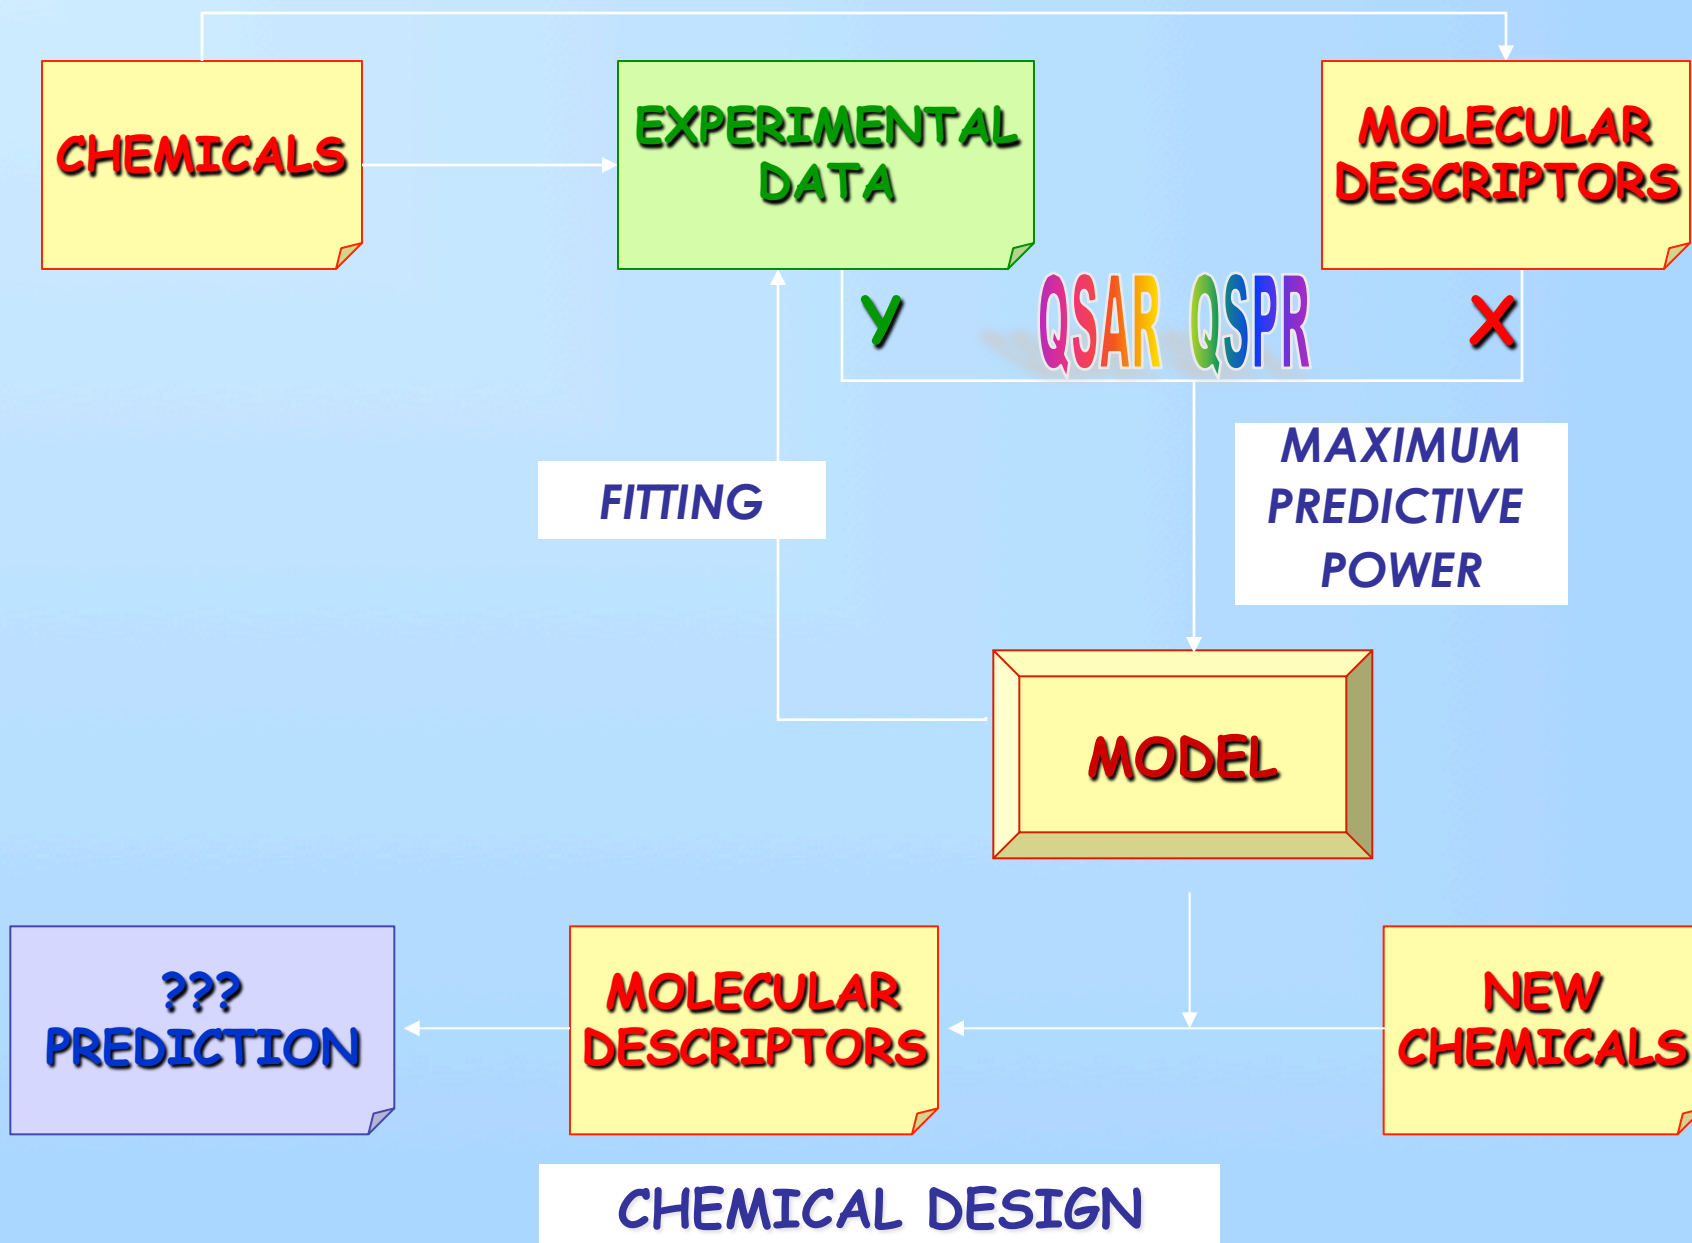 CHEMICALS
EXPERIMENTAL
DATA
MOLECULAR
DESCRIPTORS
Y
QSAR QSPR
X
FITTING
MAXIMUM
PREDICTIVE
POWER
MODEL
???
PREDICTION
MOLECULAR
DESCRIPTORS
NEW
CHEMICALS
CHEMICAL DESIGN